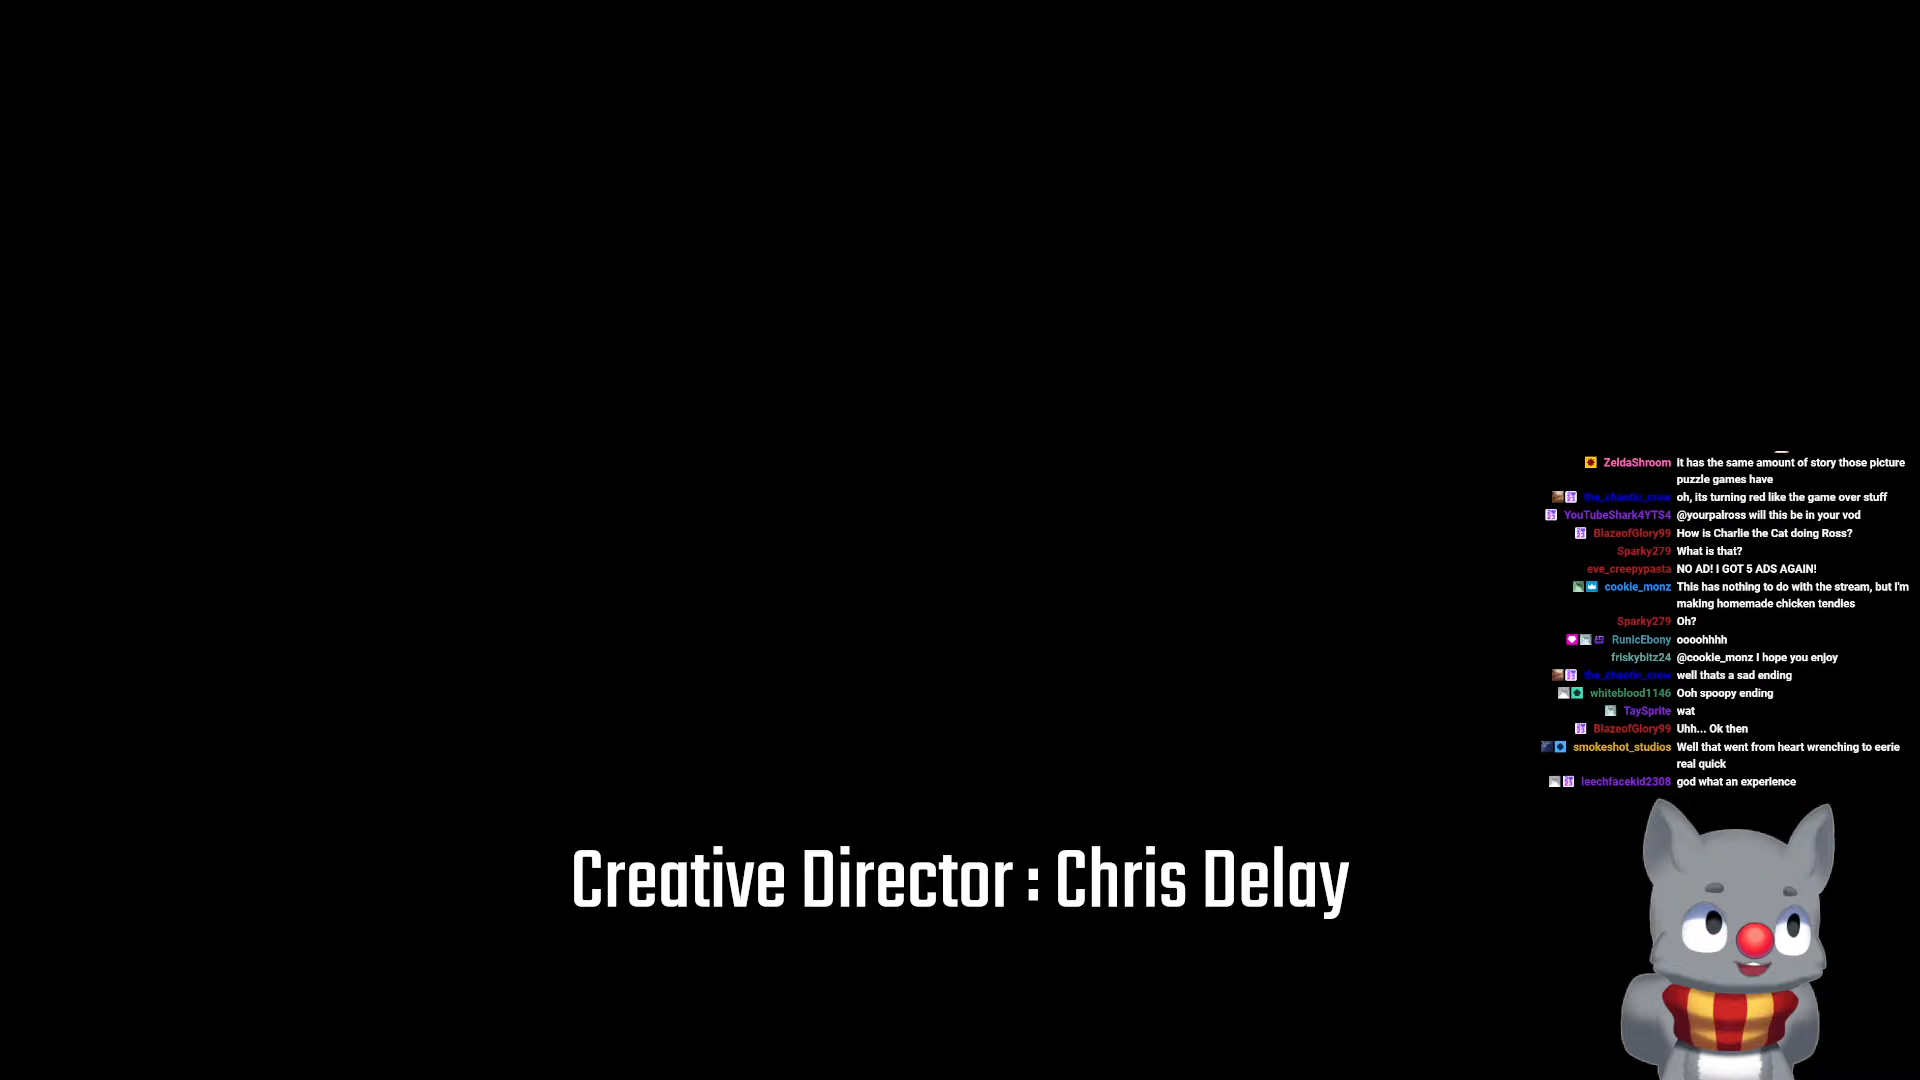 ZeldaShroom It has the same amount of story those picture
puzzle games have
the_chaotic_crow oh, its turning red like the game over stuff
YouTubeShark4YTS4 @yourpalross will this be in your vod
BlazeofGlory99 How is Charlie the Cat doing Ross?
Sparky279 What is that?
eve_creepypasta NO AD! I GOT 5 ADS AGAIN!
cookie_monz This has nothing to do with the stream, but I'm
making homemade chicken tendies
Sparky279 Oh?
RunicEbony oooohhhh
friskybitz24 @cookie_monz I hope you enjoy
the_chaotic_crow well thats a sad ending
whiteblood1146 Ooh spoopy ending
TaySprite wat
BlazeofGlory99 Uhh... Ok then
smokeshot_studios Well that went from heart wrenching to eerie
real quick
leechfacekid2308 god what an experience
Creative Director : Chris Delay